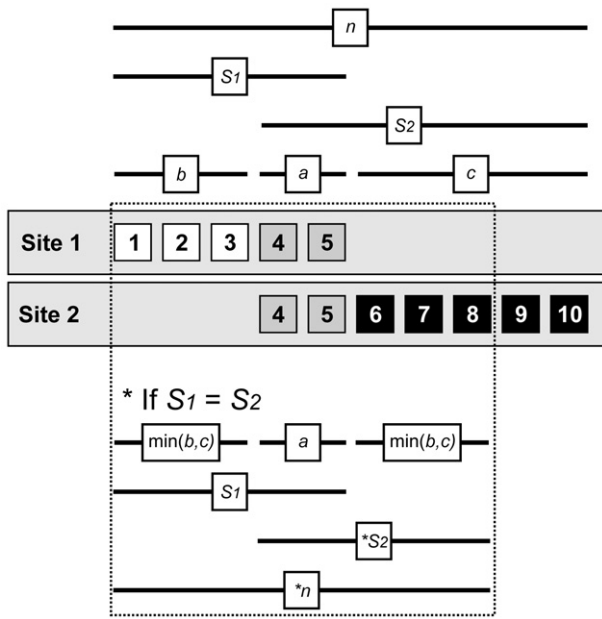 n
S1
S2
b a c
Site 1 1 2 3 4 5
Site 2 4 5 6 7 8 9 10
* If S1 = S2
min(b,c) a min(b,c)
S1
*S2
*n